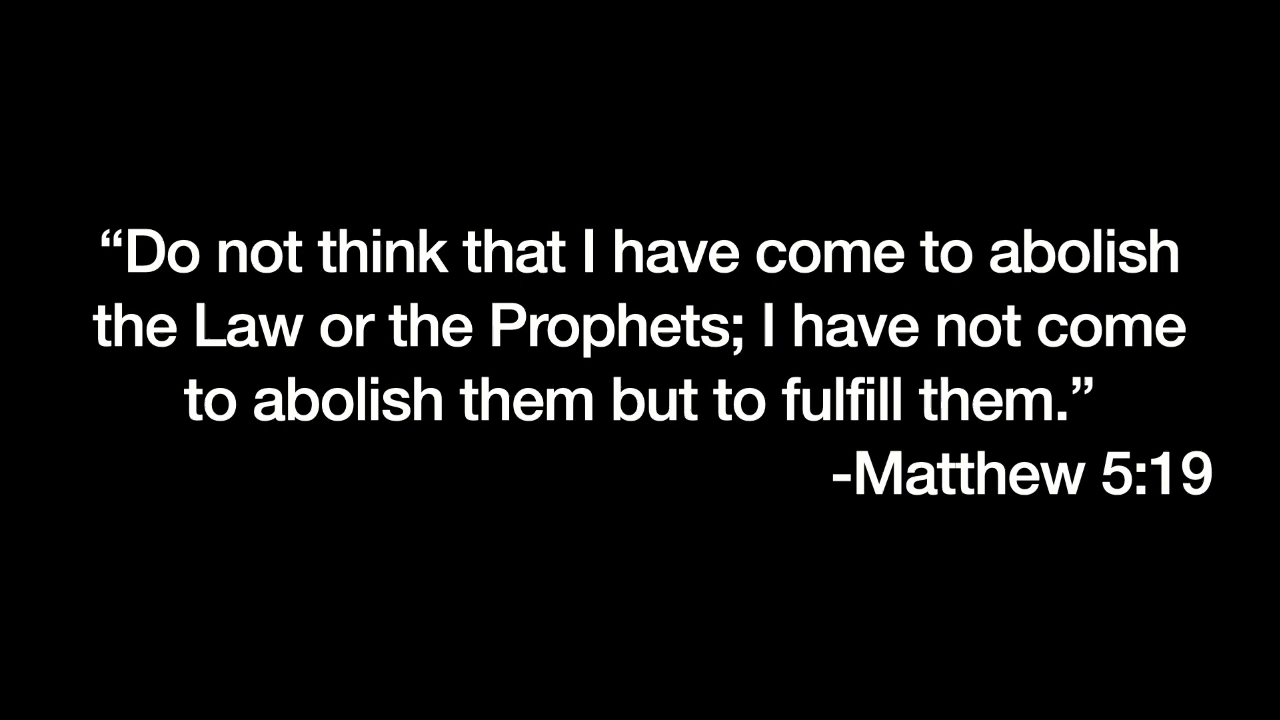 “Do not think that I have come to abolish
the Law or the Prophets; I have not come
to abolish them but to fulfill them.”
-Matthew 5:19